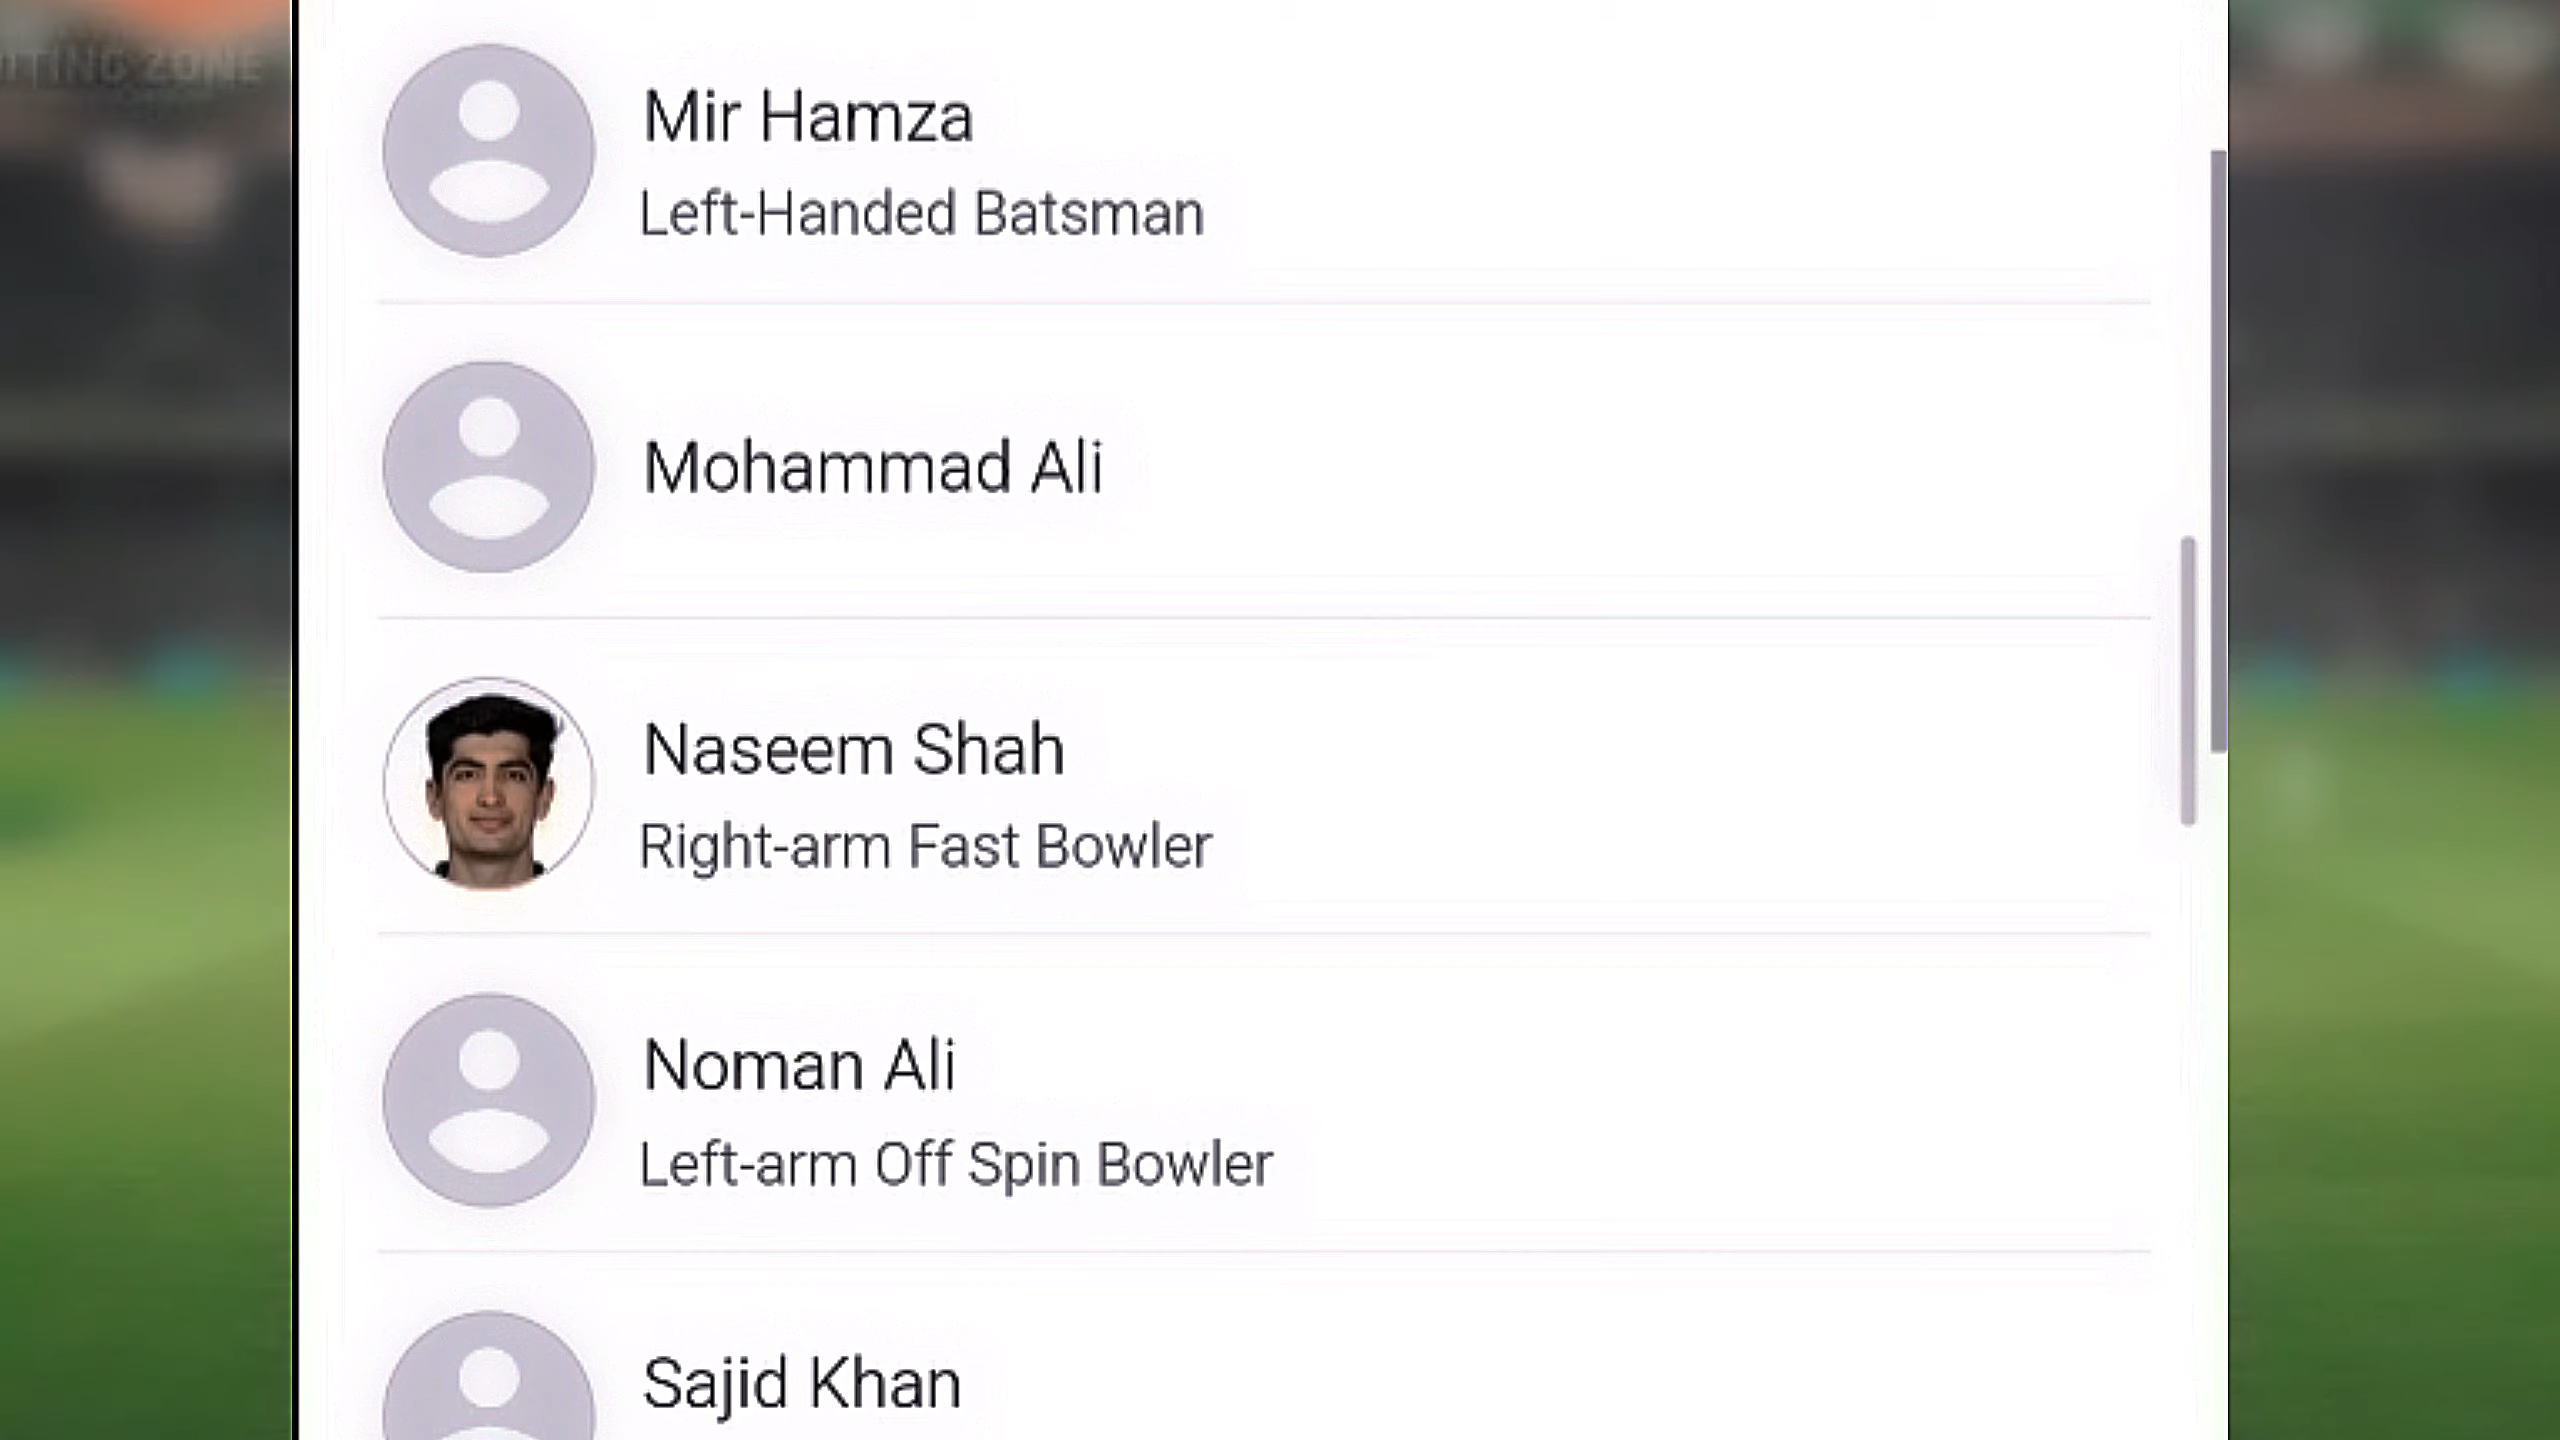 Mir Hamza
Left-Handed Batsman
Mohammad Ali
Naseem Shah
Right-arm Fast Bowler
Noman Ali
Left-arm Off Spin Bowler
Sajid Khan
ZONE